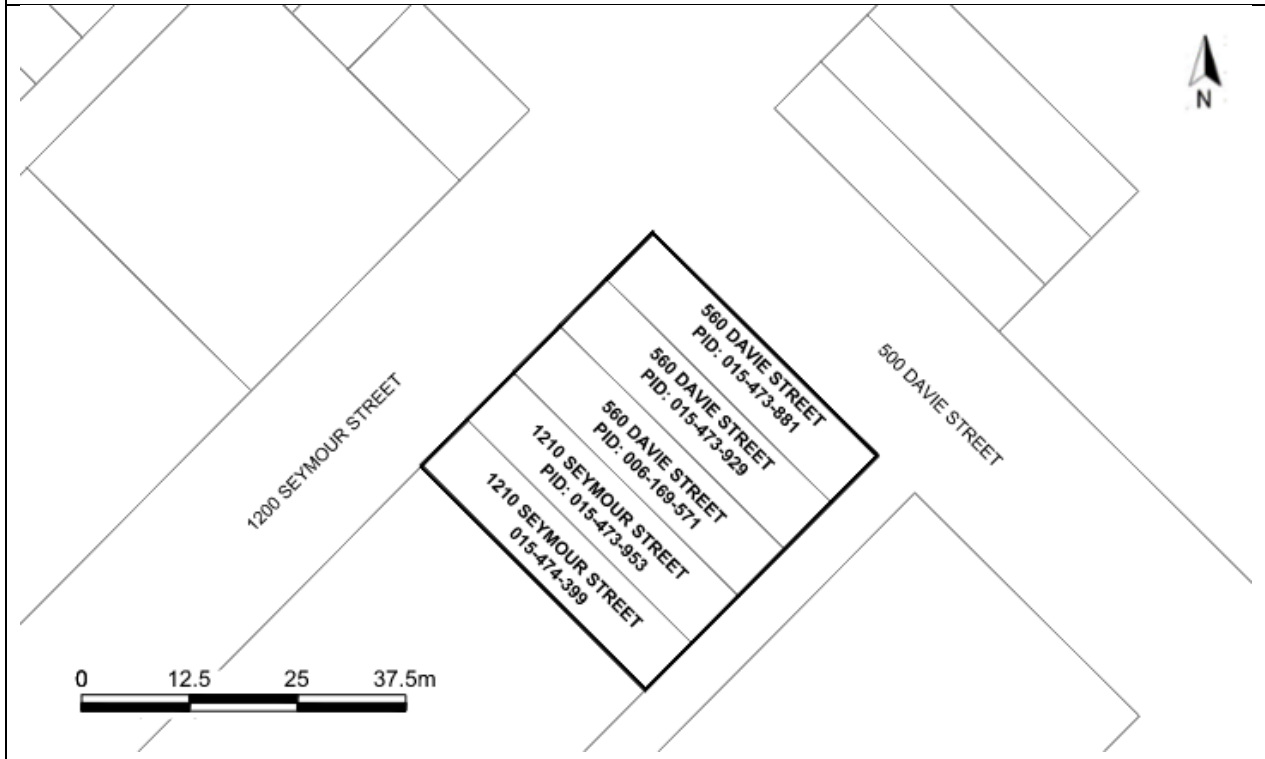 N
560 DAVIE STREET
PID: 015-473-881
560 DAVIE STREET
PID: 015-473-929
560 DAVIE STREET
PID: 006-169-571
1210 SEYMOUR STREET
PID: 015-473-953
1210 SEYMOUR STREET
015-474-399
500 DAVIE STREET
1200 SEYMOUR STREET
0 12.5 25 37.5m